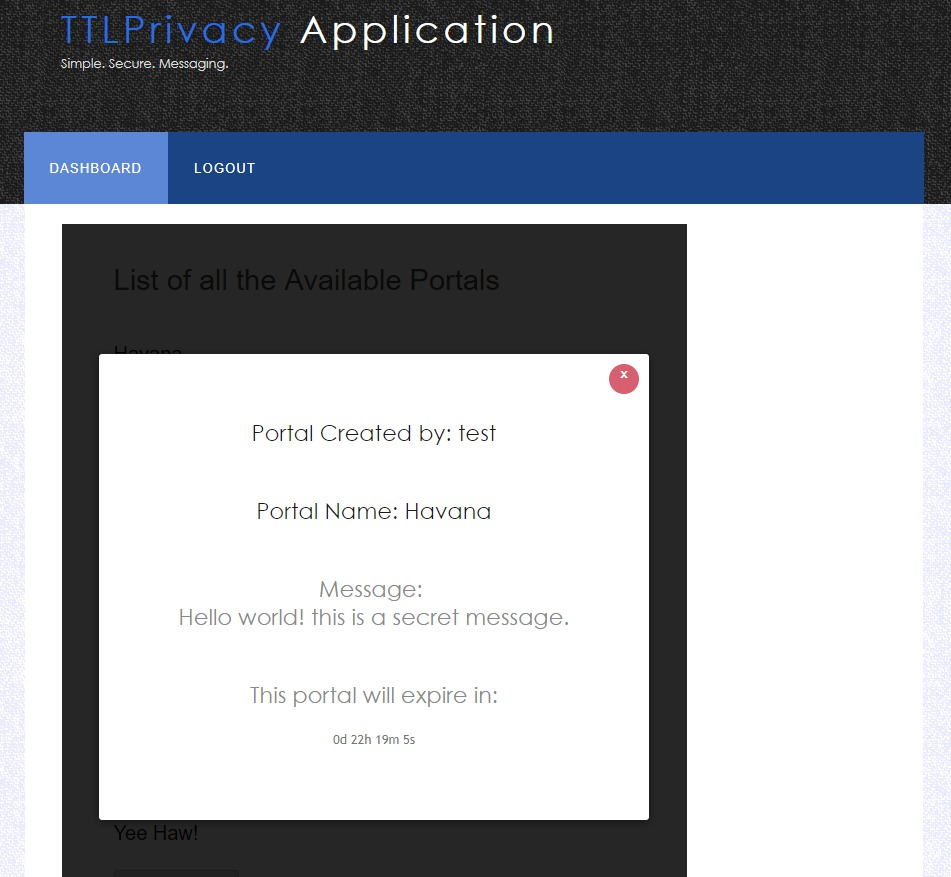 TTLPrivacy Application
Simple. Secure. Messaging.
DASHBOARD LOGOUT
List of all the Available Portals
Havana
x
Portal Created by: test
Portal Name: Havana
Message:
Hello world! this is a secret message.
This portal will expire in:
0d 22h 19m 5s
Yee Haw!